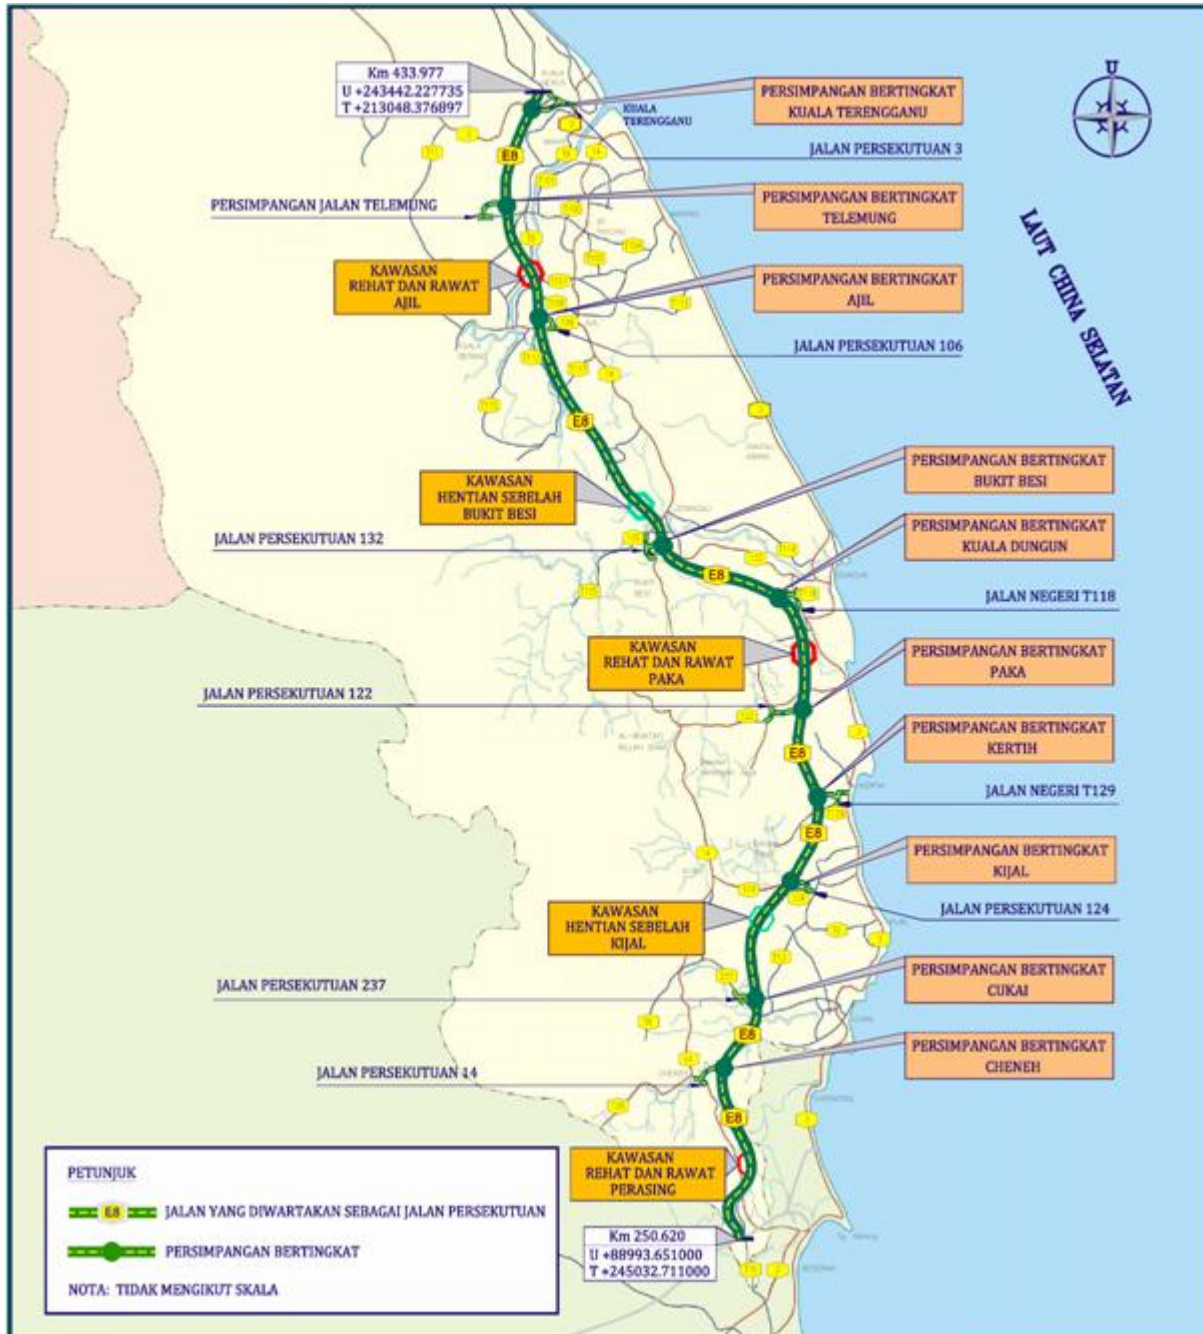 U
Km 433.977
U +243442.227735
T +213048.376897
KUALA
TERENGGANU
PERSIMPANGAN BERTINGKAT
KUALA TERENGGANU
JALAN PERSEKUTUAN 3
E8
PERSIMPANGAN JALAN TELEMUNG
PERSIMPANGAN BERTINGKAT
TELEMUNG
LAUT CHINA SELATAN
KAWASAN
REHAT DAN RAWAT
AJIL
PERSIMPANGAN BERTINGKAT
AJIL
JALAN PERSEKUTUAN 106
E8
KAWASAN
HENTIAN SEBELAH
BUKIT BESI
PERSIMPANGAN BERTINGKAT
BUKIT BESI
JALAN PERSEKUTUAN 132
PERSIMPANGAN BERTINGKAT
KUALA DUNGUN
E8
JALAN NEGERI T118
KAWASAN
REHAT DAN RAWAT
PAKA
PERSIMPANGAN BERTINGKAT
PAKA
JALAN PERSEKUTUAN 122
PERSIMPANGAN BERTINGKAT
KERTIH
E8
JALAN NEGERI T129
E8
PERSIMPANGAN BERTINGKAT
KIJAL
JALAN PERSEKUTUAN 124
KAWASAN
HENTIAN SEBELAH
KIJAL
JALAN PERSEKUTUAN 237
PERSIMPANGAN BERTINGKAT
CUKAI
E8
PERSIMPANGAN BERTINGKAT
CHENEH
JALAN PERSEKUTUAN 14
E8
KAWASAN
REHAT DAN RAWAT
PERASING
Km 250.620
U +88993.651000
T +245032.711000
PETUNJUK
E8
JALAN YANG DIWARTAKAN SEBAGAI JALAN PERSEKUTUAN
PERSIMPANGAN BERTINGKAT
NOTA: TIDAK MENGIKUT SKALA